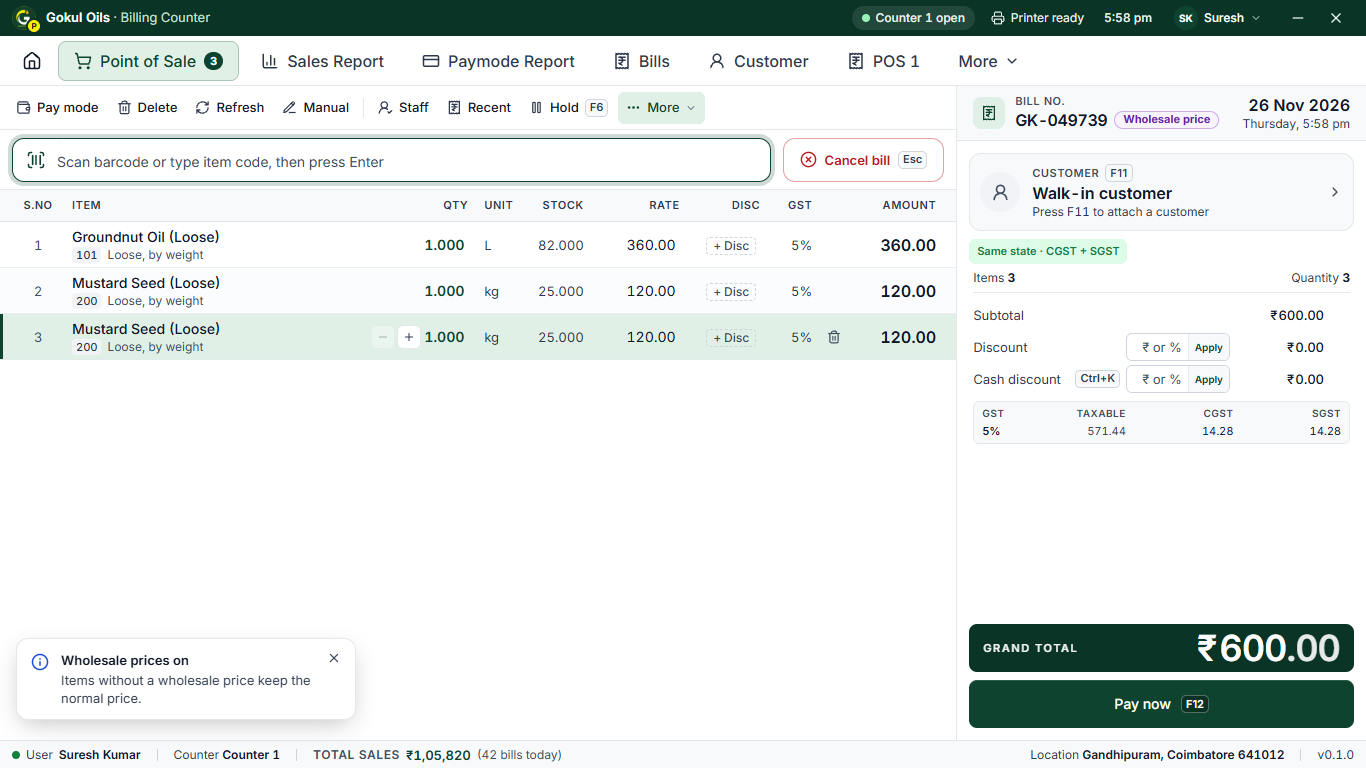 G P Gokul Oils · Billing Counter Counter 1 open Printer ready 5:58 pm SK Suresh
Point of Sale 3 Sales Report Paymode Report Bills Customer POS 1 More
Pay mode Delete Refresh Manual Staff Recent Hold F6 More
Scan barcode or type item code, then press Enter Cancel bill Esc
S.NO ITEM QTY UNIT STOCK RATE DISC GST AMOUNT
1 Groundnut Oil (Loose) 1.000 L 82.000 360.00 + Disc 5% 360.00
101 Loose, by weight
2 Mustard Seed (Loose) 1.000 kg 25.000 120.00 + Disc 5% 120.00
200 Loose, by weight
3 Mustard Seed (Loose) − + 1.000 kg 25.000 120.00 + Disc 5% 120.00
200 Loose, by weight
Wholesale prices on
Items without a wholesale price keep the
normal price.
BILL NO.
GK-049739 Wholesale price
26 Nov 2026
Thursday, 5:58 pm
CUSTOMER F11
Walk-in customer
Press F11 to attach a customer
Same state · CGST + SGST
Items 3 Quantity 3
Subtotal ₹600.00
Discount ₹ or % Apply ₹0.00
Cash discount Ctrl+K ₹ or % Apply ₹0.00
GST TAXABLE CGST SGST
5% 571.44 14.28 14.28
GRAND TOTAL ₹600.00
Pay now F12
User Suresh Kumar Counter Counter 1 TOTAL SALES ₹1,05,820 (42 bills today) Location Gandhipuram, Coimbatore 641012 v0.1.0